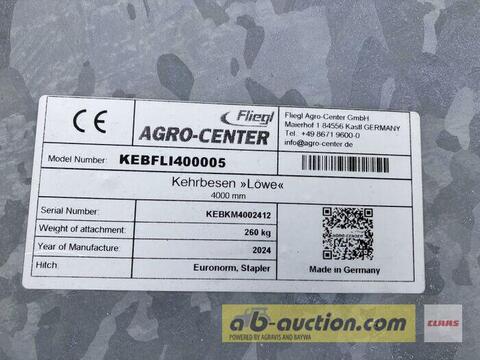 CE
Fliegl
AGRO-CENTER
Fliegl Agro-Center GmbH
Maierhof 1 84556 Kastl GERMANY
Tel. +49 8671 9600-0
info@agro-center.de
Model Number: KEBFLI400005
Kehrbesen »Löwe«
4000 mm
Serial Number: KEBKM4002412
Weight of attachment: 260 kg
Year of Manufacture: 2024
Hitch Euronorm, Stapler
AGRO-CENTER
Made in Germany
ab-auction.com
POWERED BY AGRAVIS AND BAYWA
CLAAS